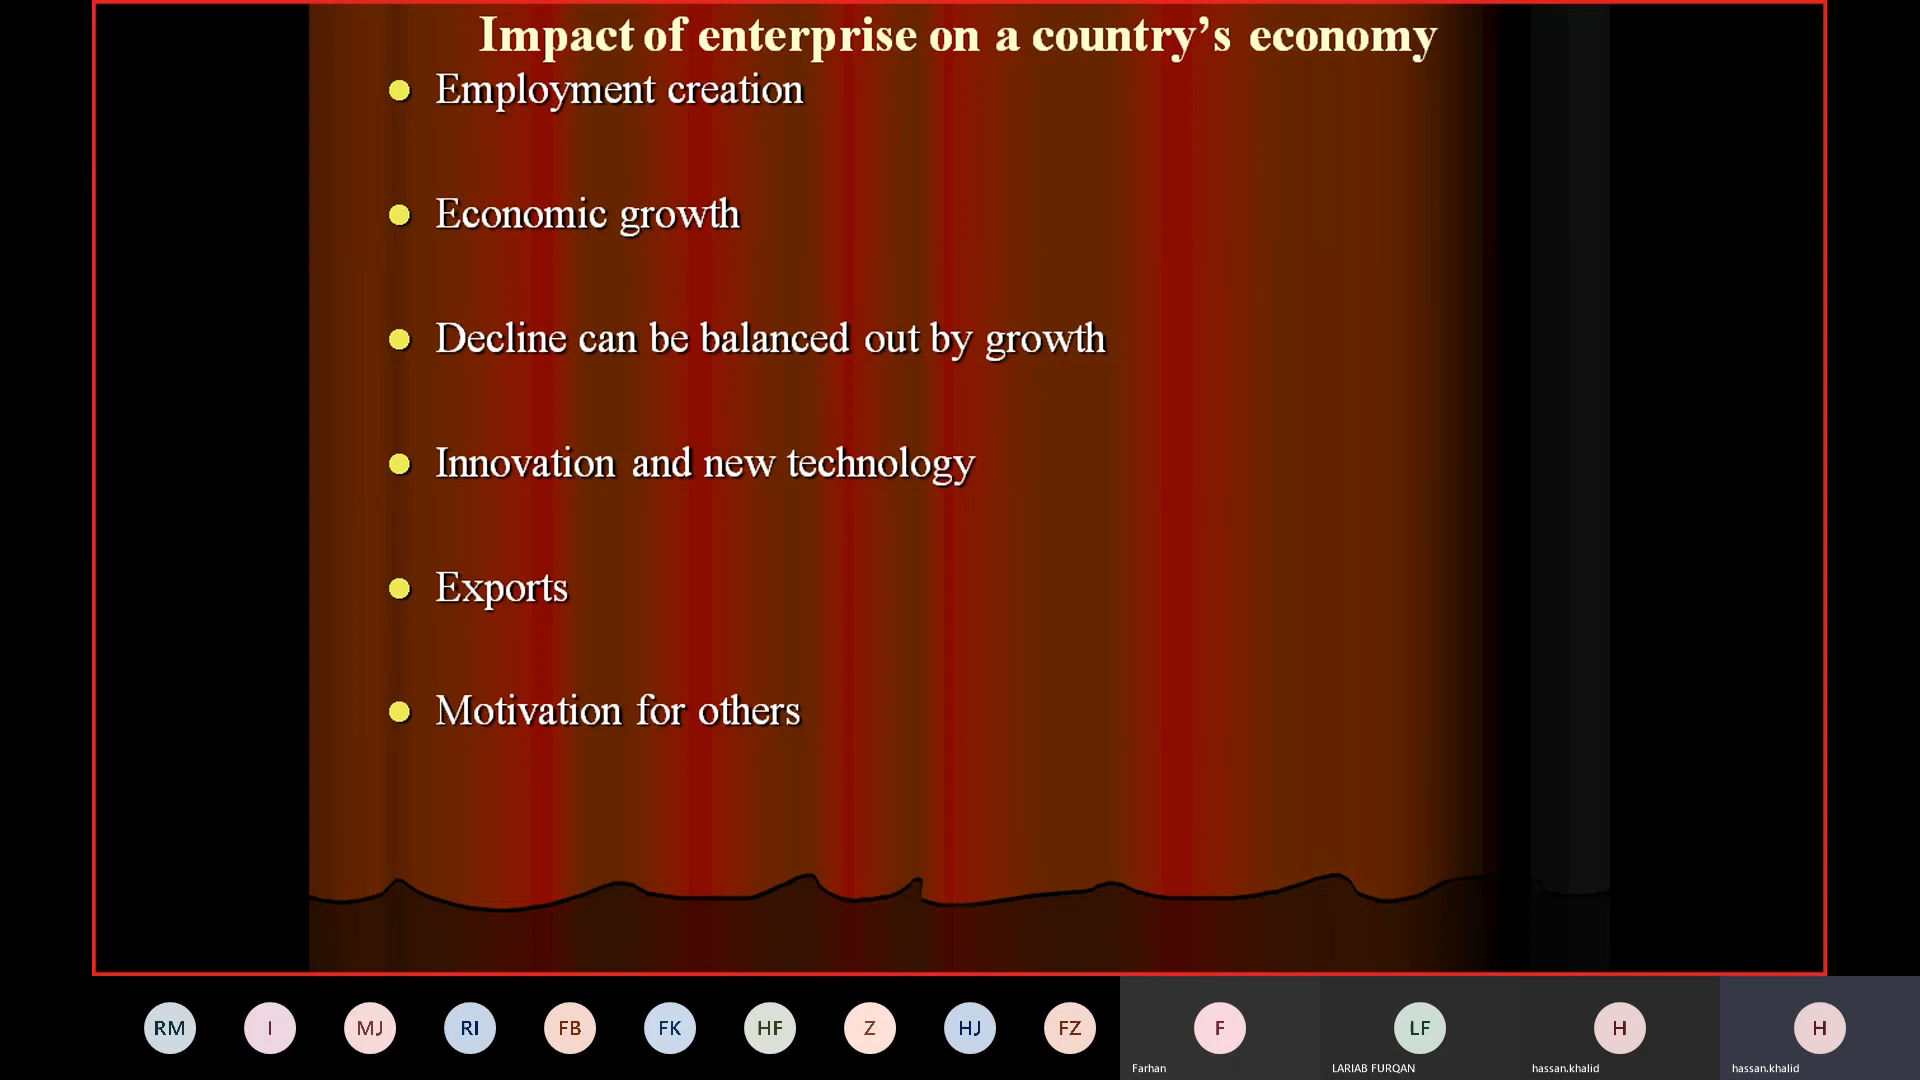 Impact of enterprise on a country’s economy
Employment creation
Economic growth
Decline can be balanced out by growth
Innovation and new technology
Exports
Motivation for others
RM
I
MJ
RI
FB
FK
HF
Z
HJ
FZ
F
LF
H
H
Farhan
LARIAB FURQAN
hassan.khalid
hassan.khalid